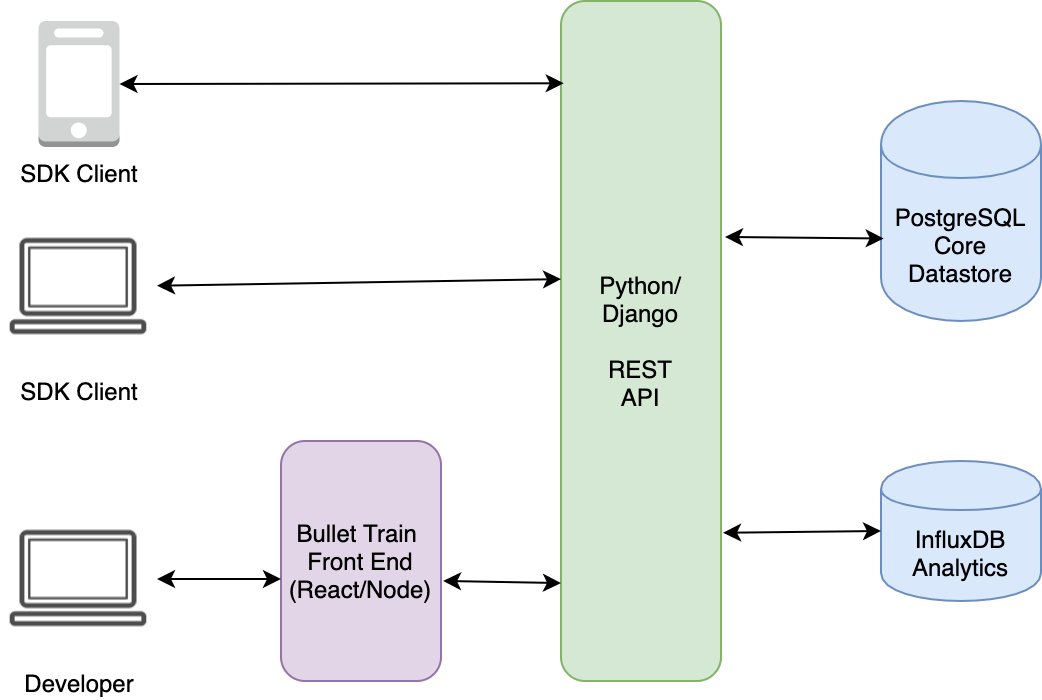 SDK Client
SDK Client
Developer
Bullet Train
Front End
(React/Node)
Python/
Django
REST
API
PostgreSQL
Core
Datastore
InfluxDB
Analytics